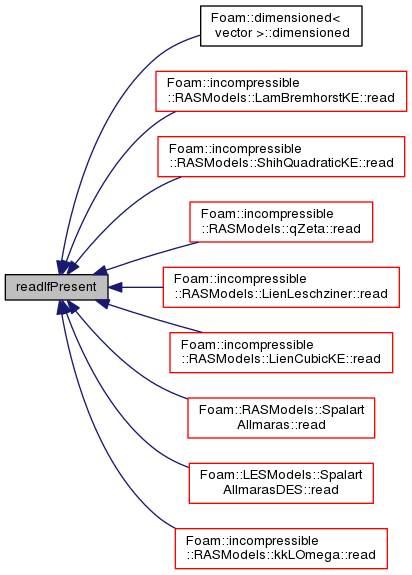 Foam::dimensioned<
vector >::dimensioned
Foam::incompressible
::RASModels::LamBremhorstKE::read
Foam::incompressible
::RASModels::ShihQuadraticKE::read
Foam::incompressible
::RASModels::qZeta::read
readIfPresent
Foam::incompressible
::RASModels::LienLeschziner::read
Foam::incompressible
::RASModels::LienCubicKE::read
Foam::RASModels::Spalart
Allmaras::read
Foam::LESModels::Spalart
AllmarasDES::read
Foam::incompressible
::RASModels::kkLOmega::read